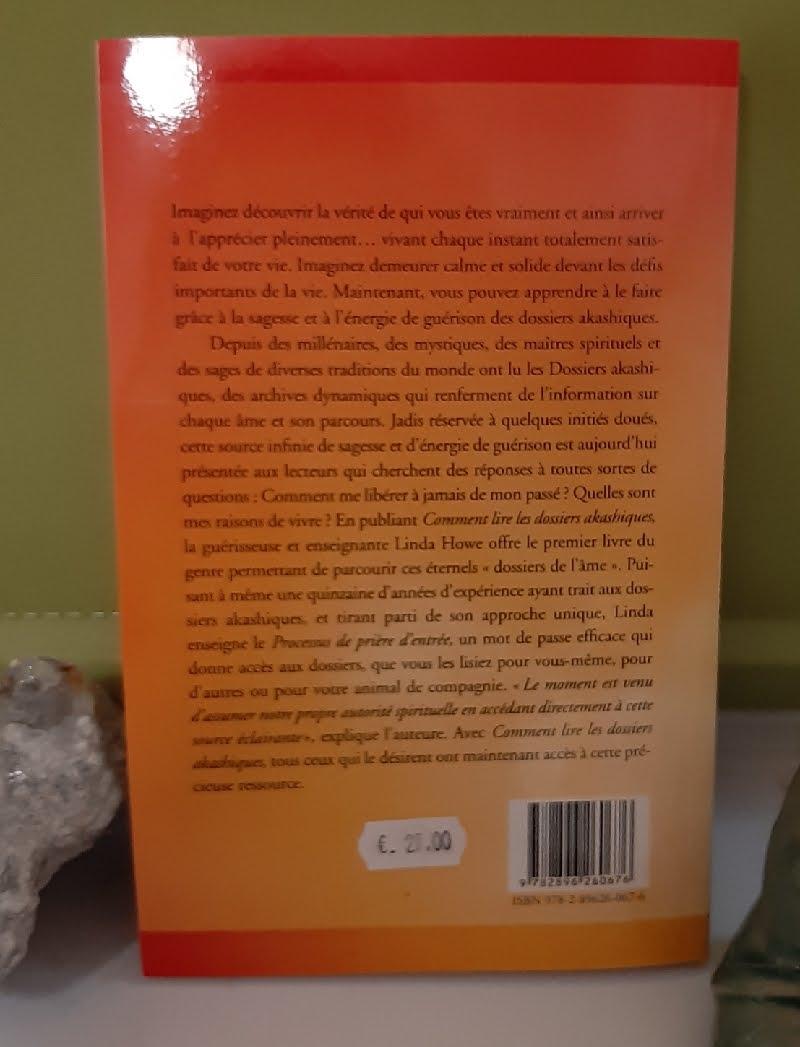 Imaginez découvrir la vérité de qui vous êtes vraiment et ainsi arriver
à l'apprécier pleinement… vivant chaque instant totalement satis-
fait de votre vie. Imaginez demeurer calme et solide devant les défis
importants de la vie. Maintenant, vous pouvez apprendre à le faire
grâce à la sagesse et à l'énergie de guérison des dossiers akashiques.
Depuis des millénaires, des mystiques, des maîtres spirituels et
des sages de diverses traditions du monde ont lu les Dossiers akashi-
ques, des archives dynamiques qui renferment de l'information sur
chaque âme et son parcours. Jadis réservée à quelques initiés doués,
cette source infinie de sagesse et d'énergie de guérison est aujourd'hui
présentée aux lecteurs qui cherchent des réponses à toutes sortes de
questions : Comment me libérer à jamais de mon passé ? Quelles sont
mes raisons de vivre ? En publiant Comment lire les dossiers akashiques,
la guérisseuse et enseignante Linda Howe offre le premier livre du
genre permettant de parcourir ces éternels « dossiers de l'âme ». Pui-
sant à même une quinzaine d'années d'expérience ayant trait aux dos-
siers akashiques, et tirant parti de son approche unique, Linda
enseigne le Processus de prière d'entrée, un mot de passe efficace qui
donne accès aux dossiers, que vous les lisiez pour vous-même, pour
d'autres ou pour votre animal de compagnie. « Le moment est venu
d'assumer notre propre autorité spirituelle en accédant directement à cette
source éclairante », explique l'auteure. Avec Comment lire les dossiers
akashiques, tous ceux qui le désirent ont maintenant accès à cette pré-
cieuse ressource.
€.
9 782896 260676
ISBN 978-2-89626-067-6